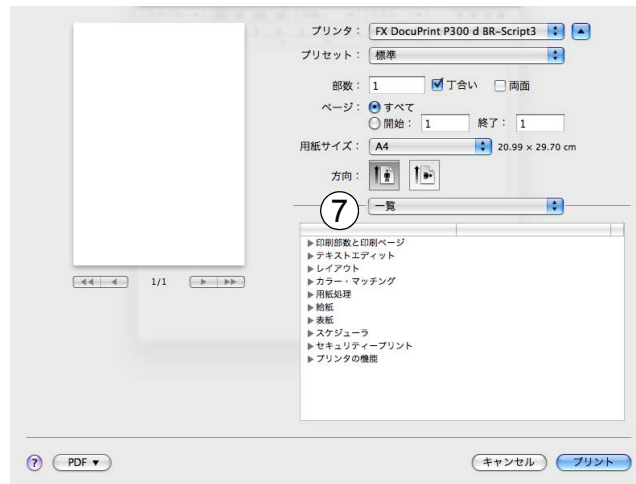 プリンタ： FX DocuPrint P300 d BR-Script3
プリセット： 標準
部数： 1 丁合い 両面
ページ： すべて
開始： 1 終了： 1
用紙サイズ： A4 20.99 × 29.70 cm
方向：
⑦ 一覧
▶印刷部数と印刷ページ
▶テキストエディット
▶レイアウト
▶カラー・マッチング
▶用紙処理
▶給紙
▶表紙
▶スケジューラ
▶セキュリティープリント
▶プリンタの機能
1/1
? PDF ▼ キャンセル プリント